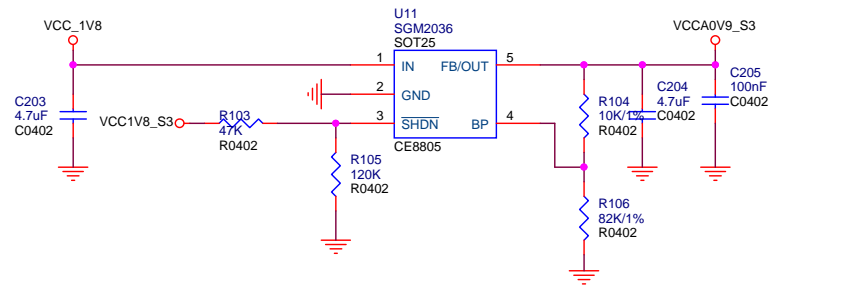 VCC_1V8
U11
SGM2036
SOT25
VCCA0V9_S3
1
IN
FB/OUT
5
2
GND
C203
4.7uF
C0402
VCC1V8_S3
R103
47K
R0402
3
SHDN
BP
4
CE8805
R104
10K/1%
R0402
C204
4.7uF
C0402
C205
100nF
C0402
R105
120K
R0402
R106
82K/1%
R0402